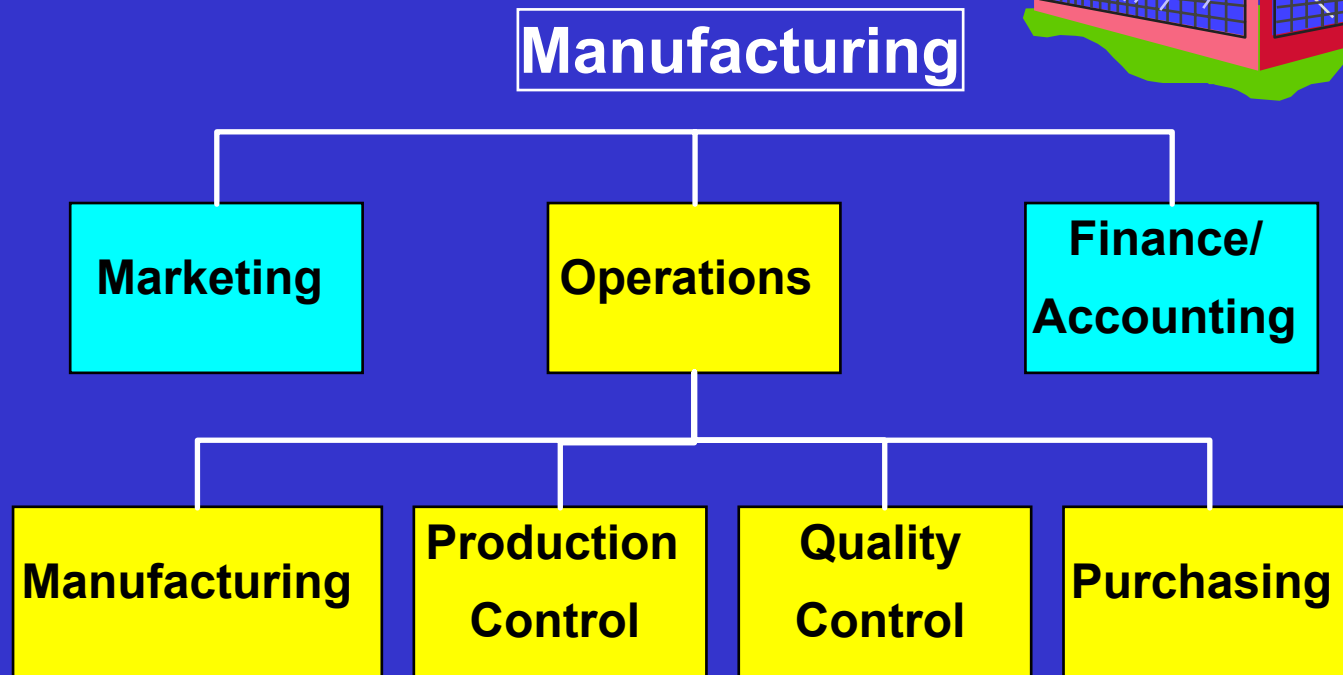 Manufacturing
Marketing
Operations
Finance/
Accounting
Manufacturing
Production
Control
Quality
Control
Purchasing